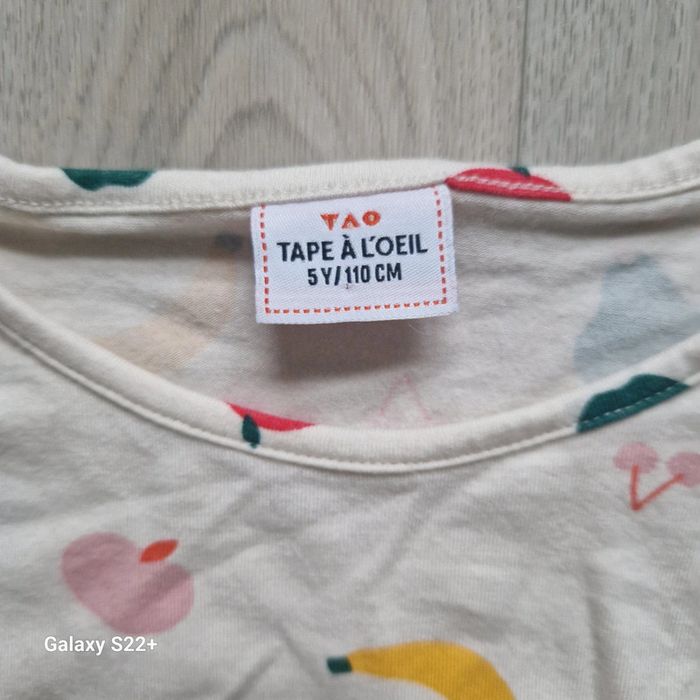 TAO
TAPE À L'OEIL
5 Y/110 CM
Galaxy S22+